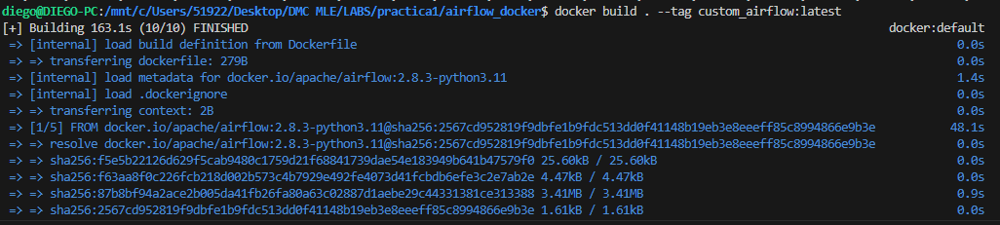 diego@DIEGO-PC:/mnt/c/Users/51922/Desktop/DMC MLE/LABS/practica1/airflow_docker$ docker build . --tag custom_airflow:latest
[+] Building 163.1s (10/10) FINISHED docker:default
=> [internal] load build definition from Dockerfile 0.0s
=> => transferring dockerfile: 279B 0.0s
=> [internal] load metadata for docker.io/apache/airflow:2.8.3-python3.11 1.4s
=> [internal] load .dockerignore 0.0s
=> => transferring context: 2B 0.0s
=> [1/5] FROM docker.io/apache/airflow:2.8.3-python3.11@sha256:2567cd952819f9dbfe1b9fdc513dd0f41148b19eb3e8eeeff85c8994866e9b3e 48.1s
=> => resolve docker.io/apache/airflow:2.8.3-python3.11@sha256:2567cd952819f9dbfe1b9fdc513dd0f41148b19eb3e8eeeff85c8994866e9b3e 0.0s
=> => sha256:f5e5b22126d629f5cab9480c1759d21f68841739dae54e183949b641b47579f0 25.60kB / 25.60kB 0.0s
=> => sha256:f63aa8f0c226fcb218d002b573c4b7929e492fe4073d41fcbdb6efe3c2e7ab2e 4.47kB / 4.47kB 0.0s
=> => sha256:87b8bf94a2ace2b005da41fb26fa80a63c02887d1aebe29c44331381ce313388 3.41MB / 3.41MB 0.9s
=> => sha256:2567cd952819f9dbfe1b9fdc513dd0f41148b19eb3e8eeeff85c8994866e9b3e 1.61kB / 1.61kB 0.0s